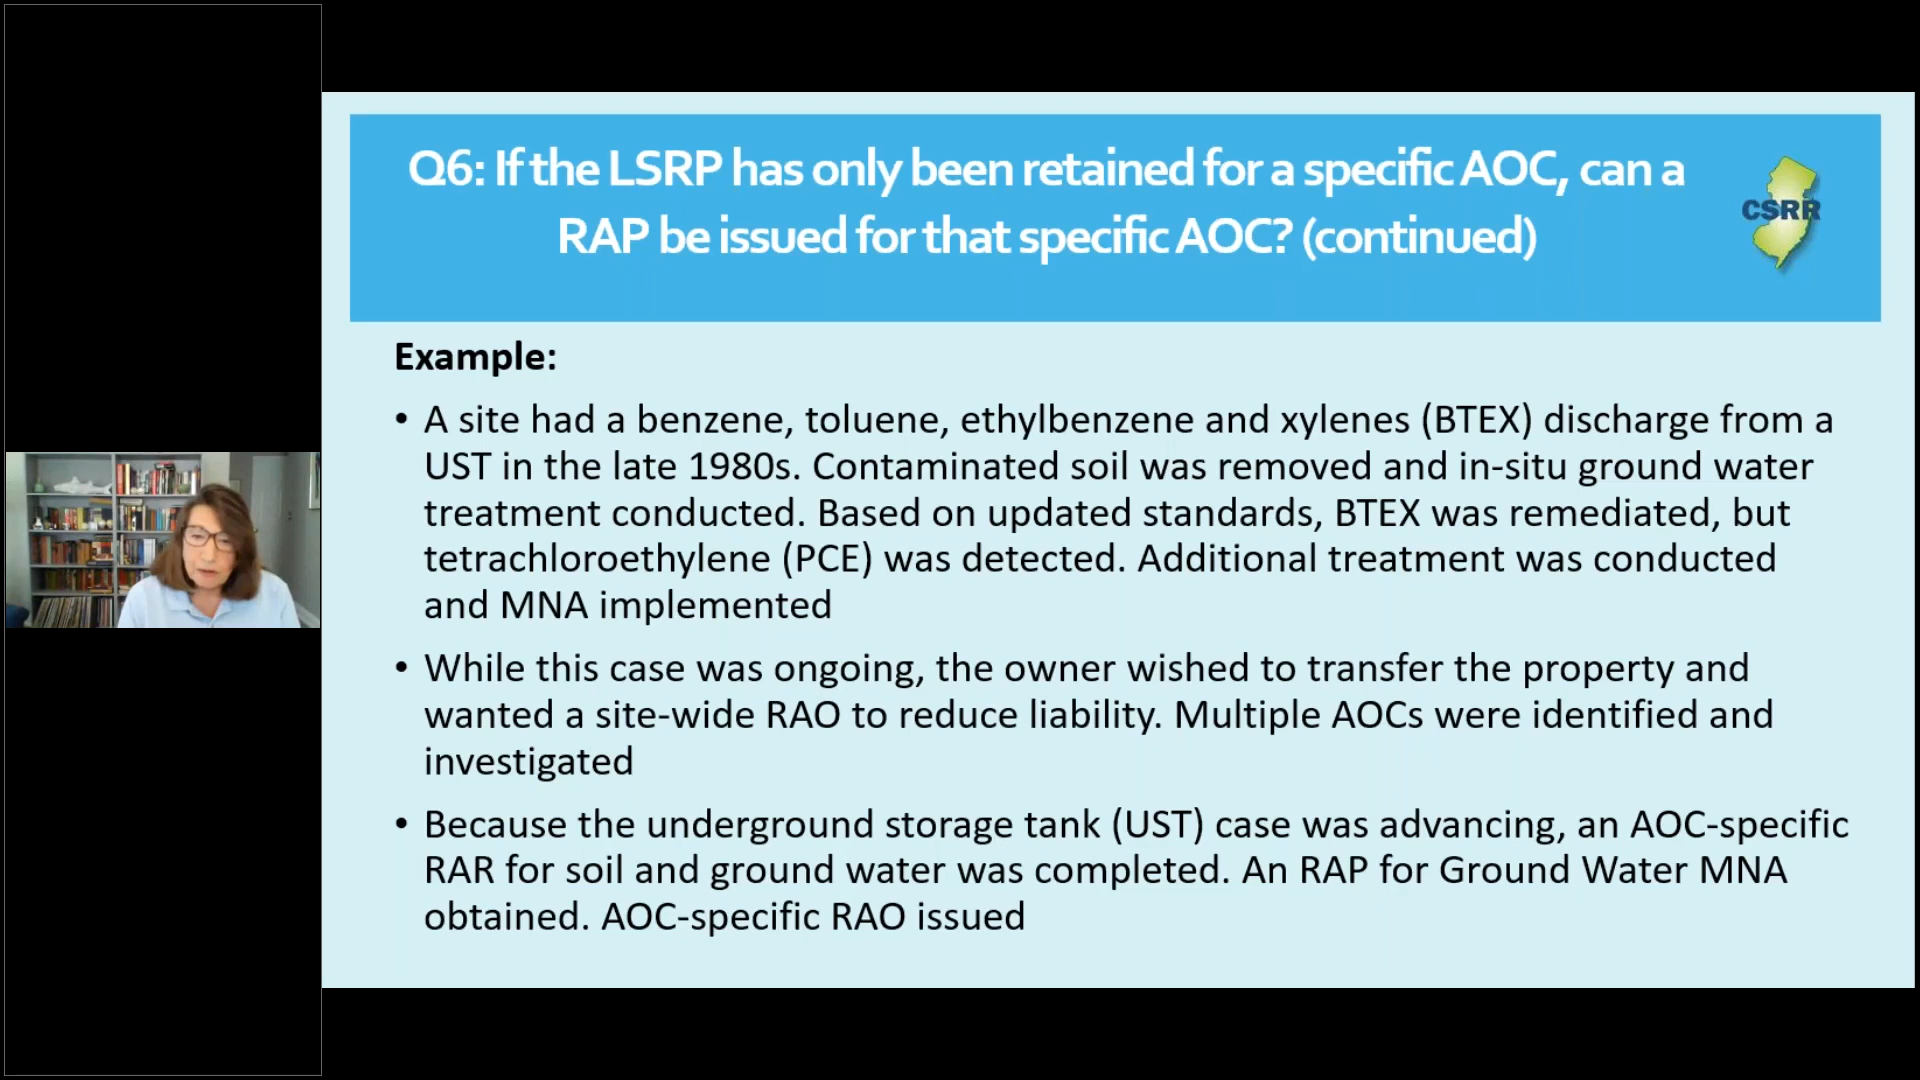 Q6: If the LSRP has only been retained for a specific AOC, can a
RAP be issued for that specific AOC? (continued)
CSRR
Example:
• A site had a benzene, toluene, ethylbenzene and xylenes (BTEX) discharge from a
UST in the late 1980s. Contaminated soil was removed and in-situ ground water
treatment conducted. Based on updated standards, BTEX was remediated, but
tetrachloroethylene (PCE) was detected. Additional treatment was conducted
and MNA implemented
• While this case was ongoing, the owner wished to transfer the property and
wanted a site-wide RAO to reduce liability. Multiple AOCs were identified and
investigated
• Because the underground storage tank (UST) case was advancing, an AOC-specific
RAR for soil and ground water was completed. An RAP for Ground Water MNA
obtained. AOC-specific RAO issued